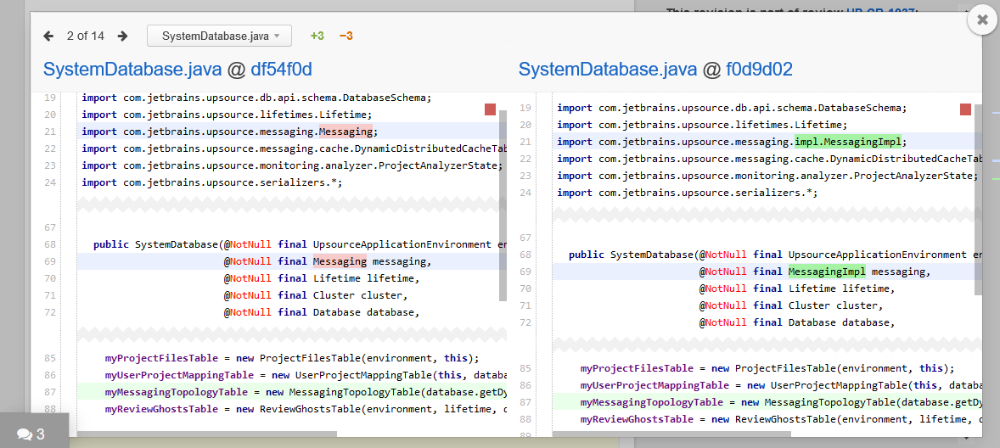 This revision is part of review UP-CR-1037:
2 of 14
SystemDatabase.java
+3 −3
SystemDatabase.java @ df54f0d
19 import com.jetbrains.upsource.db.api.schema.DatabaseSchema;
20 import com.jetbrains.upsource.lifetimes.Lifetime;
21 import com.jetbrains.upsource.messaging.Messaging;
22 import com.jetbrains.upsource.messaging.cache.DynamicDistributedCacheTab
23 import com.jetbrains.upsource.monitoring.analyzer.ProjectAnalyzerState;
24 import com.jetbrains.upsource.serializers.*;
67
68 public SystemDatabase(@NotNull final UpsourceApplicationEnvironment en
69 @NotNull final Messaging messaging,
70 @NotNull final Lifetime lifetime,
71 @NotNull final Cluster cluster,
72 @NotNull final Database database,
85 myProjectFilesTable = new ProjectFilesTable(environment, this);
86 myUserProjectMappingTable = new UserProjectMappingTable(this, databa
87 myMessagingTopologyTable = new MessagingTopologyTable(database.getDy
88 myReviewGhostsTable = new ReviewGhostsTable(environment, lifetime, c
SystemDatabase.java @ f0d9d02
19 import com.jetbrains.upsource.db.api.schema.DatabaseSchema;
20 import com.jetbrains.upsource.lifetimes.Lifetime;
21 import com.jetbrains.upsource.messaging.impl.MessagingImpl;
22 import com.jetbrains.upsource.messaging.cache.DynamicDistributedCacheTab
23 import com.jetbrains.upsource.monitoring.analyzer.ProjectAnalyzerState;
24 import com.jetbrains.upsource.serializers.*;
67
68 public SystemDatabase(@NotNull final UpsourceApplicationEnvironment en
69 @NotNull final MessagingImpl messaging,
70 @NotNull final Lifetime lifetime,
71 @NotNull final Cluster cluster,
72 @NotNull final Database database,
85 myProjectFilesTable = new ProjectFilesTable(environment, this);
86 myUserProjectMappingTable = new UserProjectMappingTable(this, databa
87 myMessagingTopologyTable = new MessagingTopologyTable(database.getDy
88 myReviewGhostsTable = new ReviewGhostsTable(environment, lifetime, c
89
3